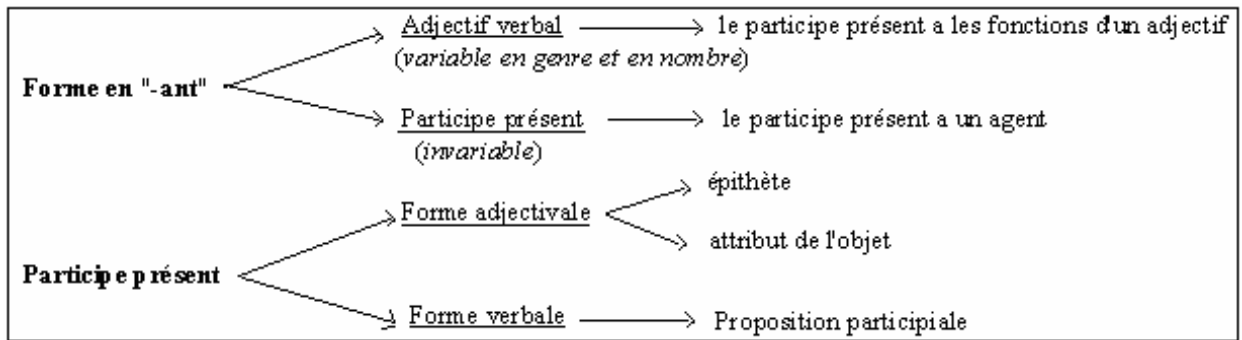 Adjectif verbal le participe présent a les fonctions d'un adjectif
(variable en genre et en nombre)
Forme en "-ant"
Participe présent le participe présent a un agent
(invariable)
épithète
Forme adjectivale
attribut de l'objet
Participe présent
Forme verbale Proposition participiale